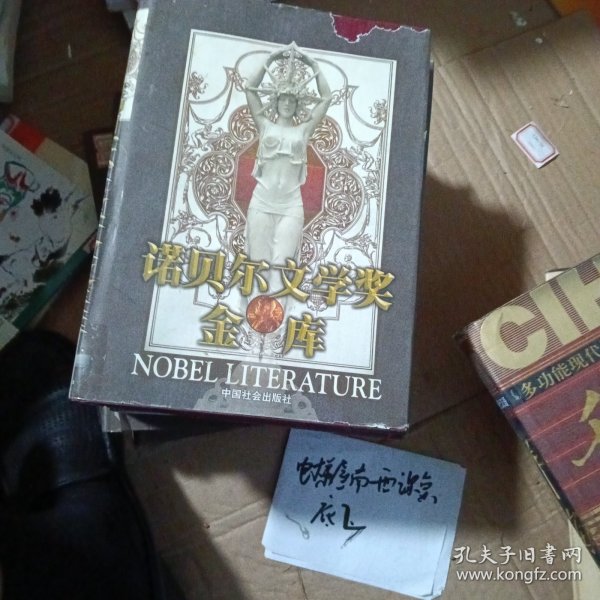 诺贝尔文学奖
金库
NOBEL LITERATURE
中国社会出版社
CIH
多功能现代
孔夫子旧书网
www.kongfz.com